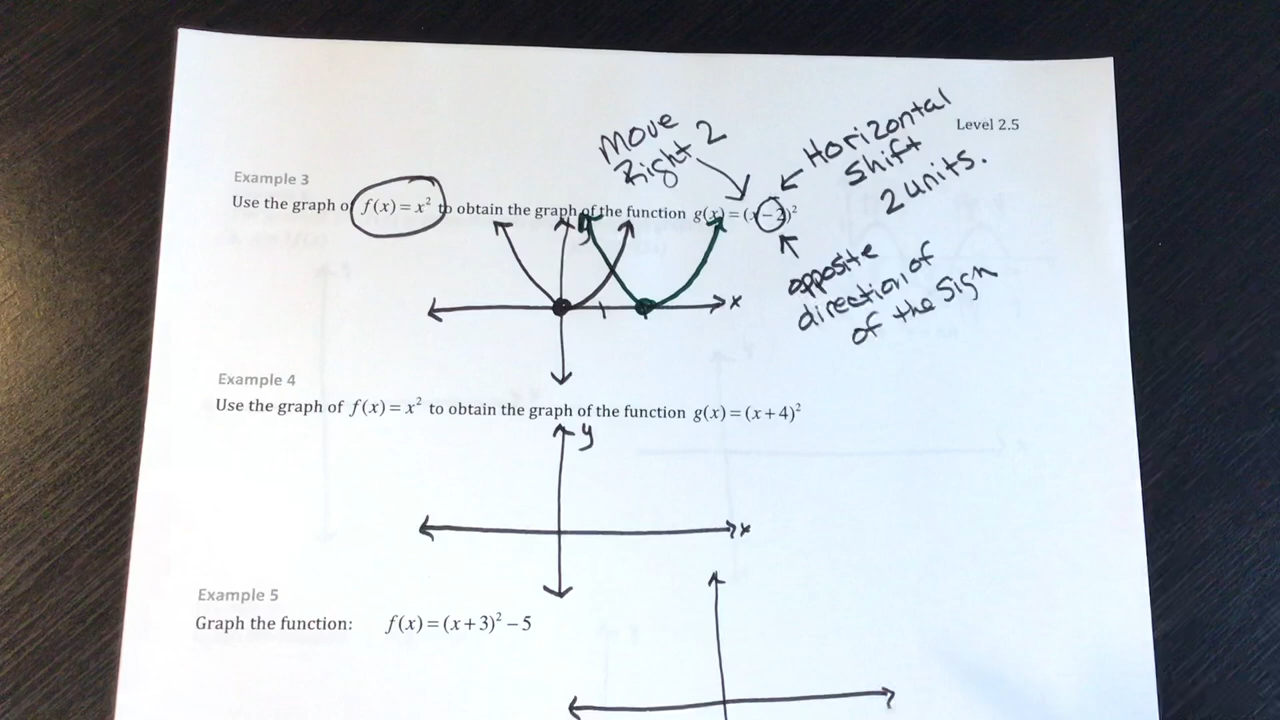 Move
Right 2
Horizontal
Shift
2 units.
Level 2.5
Example 3
Use the graph of f(x) = x² to obtain the graph of the function g(x) = (x − 2)²
y
x
opposite
direction of
of the sign
Example 4
Use the graph of f(x) = x² to obtain the graph of the function g(x) = (x + 4)²
y
x
Example 5
Graph the function: f(x) = (x + 3)² − 5